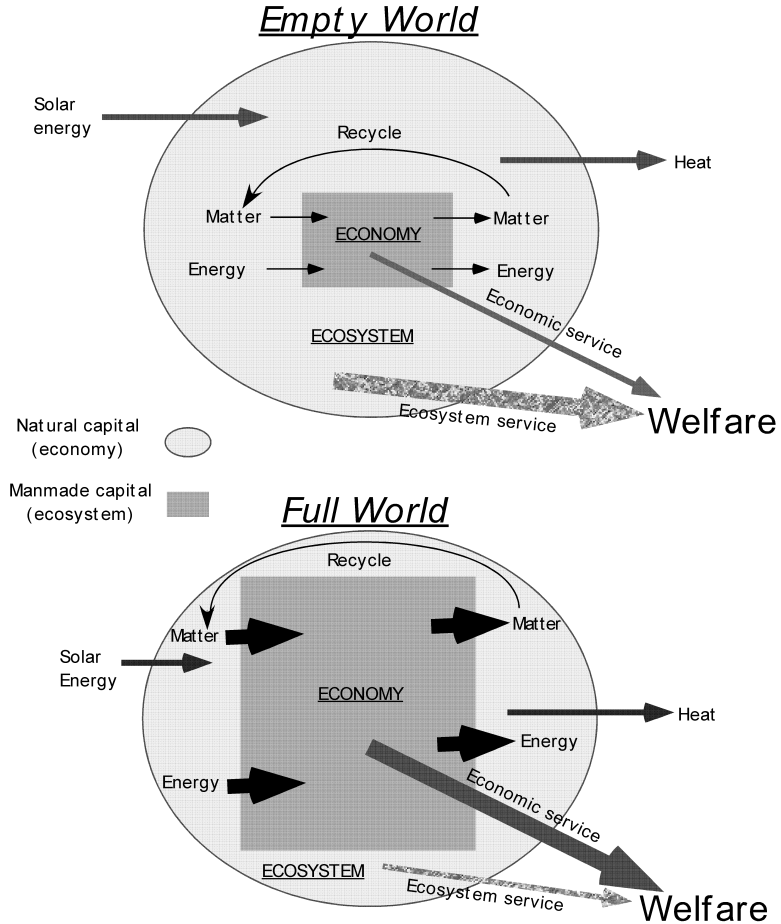 Empty World
Solar
energy
Recycle
Heat
Matter
Matter
ECONOMY
Energy
Energy
Economic service
ECOSYSTEM
Ecosystem service
Welfare
Natural capital
(economy)
Manmade capital
(ecosystem)
Full World
Recycle
Matter
Matter
Solar
Energy
ECONOMY
Heat
Energy
Energy
Economic service
ECOSYSTEM
Ecosystem service
Welfare